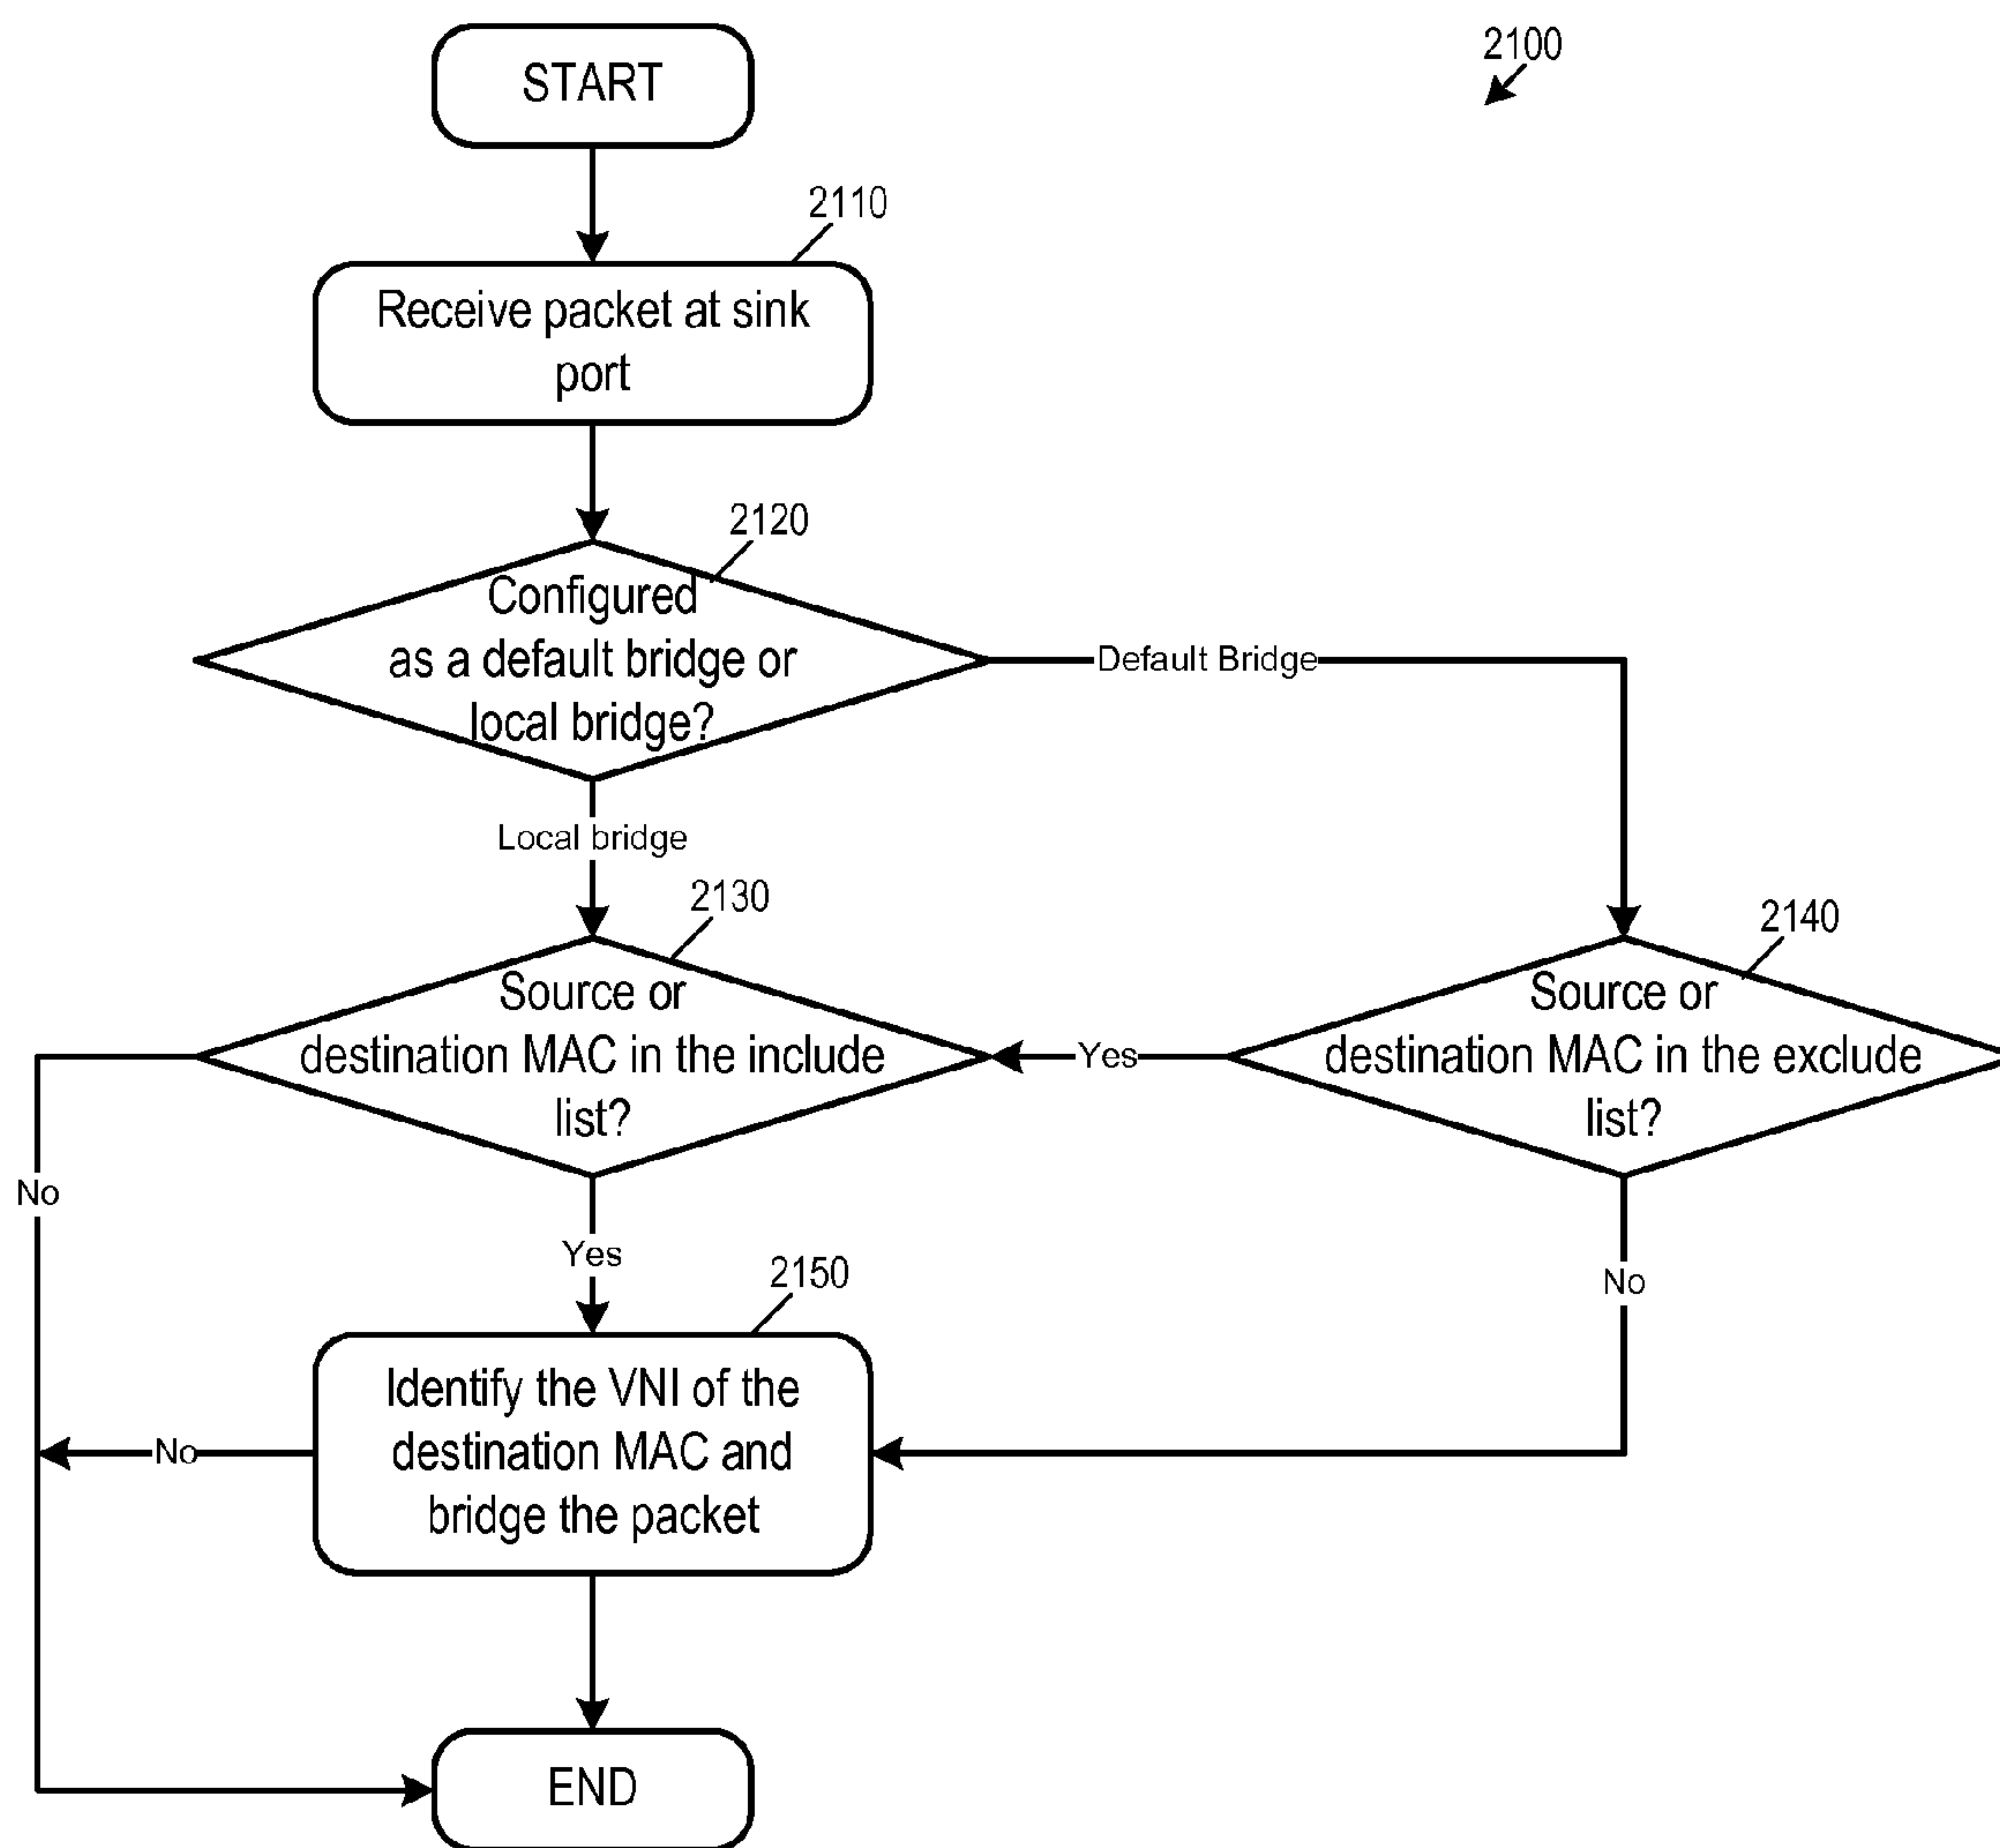 START
2100
2110
Receive packet at sink
port
2120
Configured
as a default bridge or
local bridge?
Default Bridge
Local bridge
2130
2140
Source or
destination MAC in the include
list?
Yes
Source or
destination MAC in the exclude
list?
No
Yes
No
2150
Identify the VNI of the
destination MAC and
bridge the packet
No
END